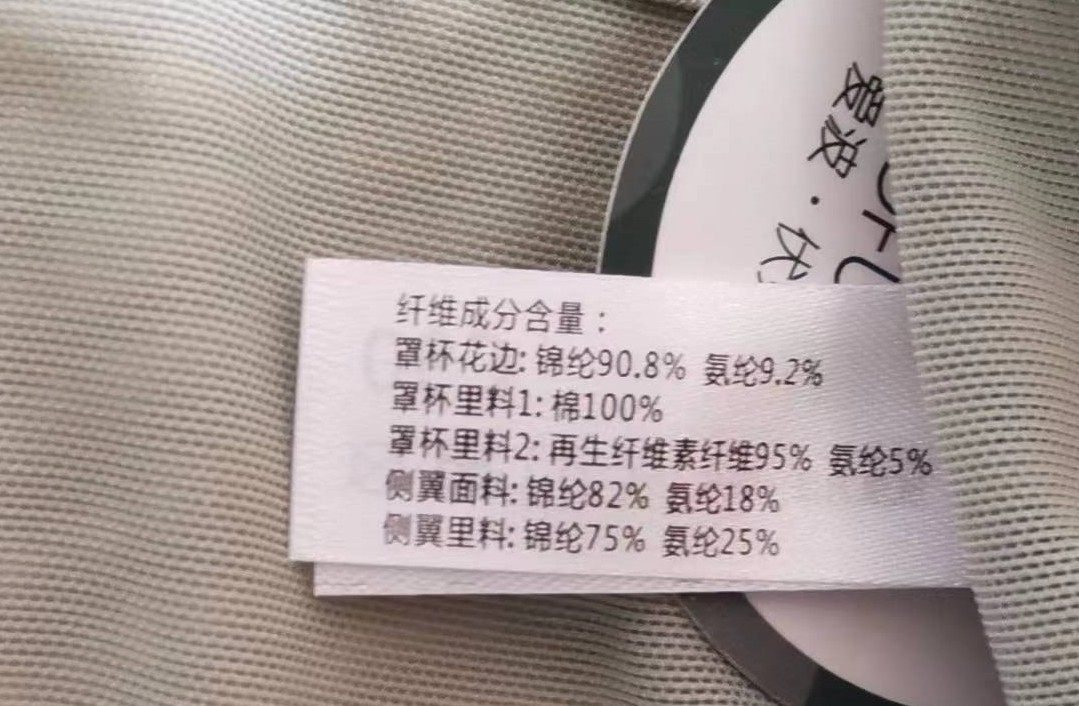 纤维成分含量：
罩杯花边: 锦纶90.8% 氨纶9.2%
罩杯里料1: 棉100%
罩杯里料2: 再生纤维素纤维95% 氨纶5%
侧翼面料: 锦纶82% 氨纶18%
侧翼里料: 锦纶75% 氨纶25%
爱波·优